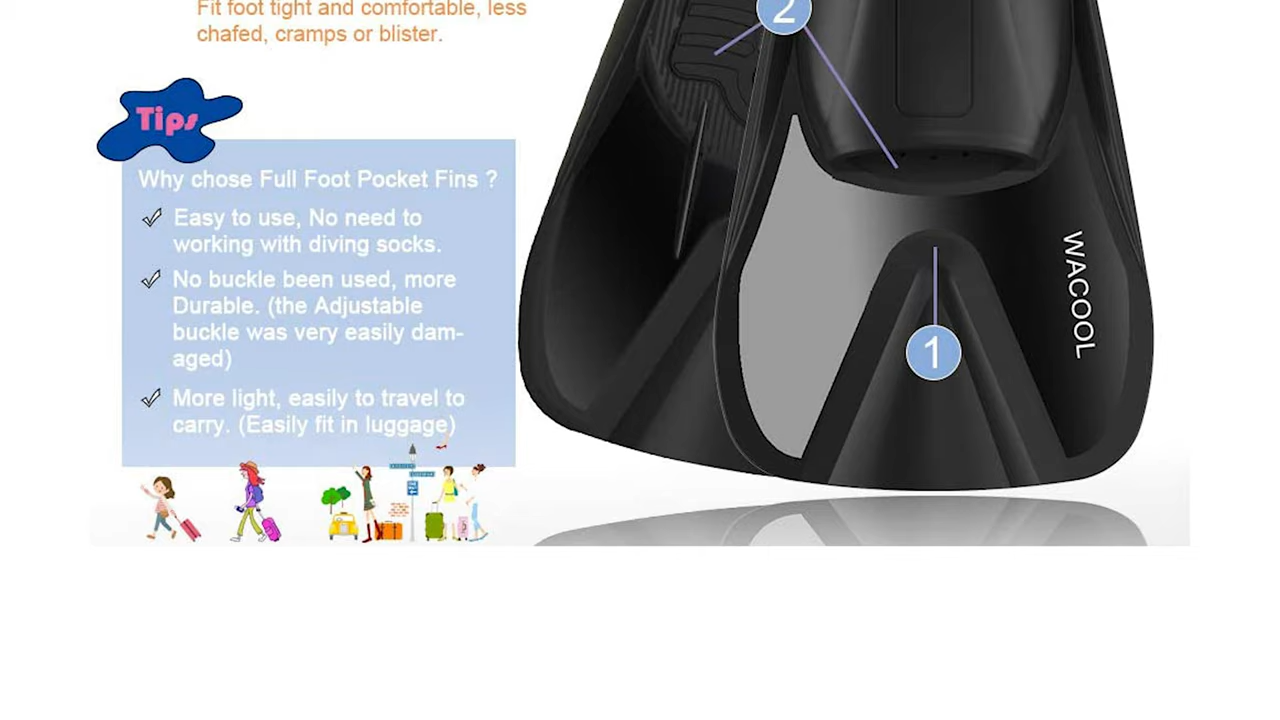 Fit foot tight and comfortable, less
chafed, cramps or blister.
2
Tips
Why chose Full Foot Pocket Fins ?
Easy to use, No need to
working with diving socks.
No buckle been used, more
Durable. (the Adjustable
buckle was very easily dam-
aged)
More light, easily to travel to
carry. (Easily fit in luggage)
WACOOL
1